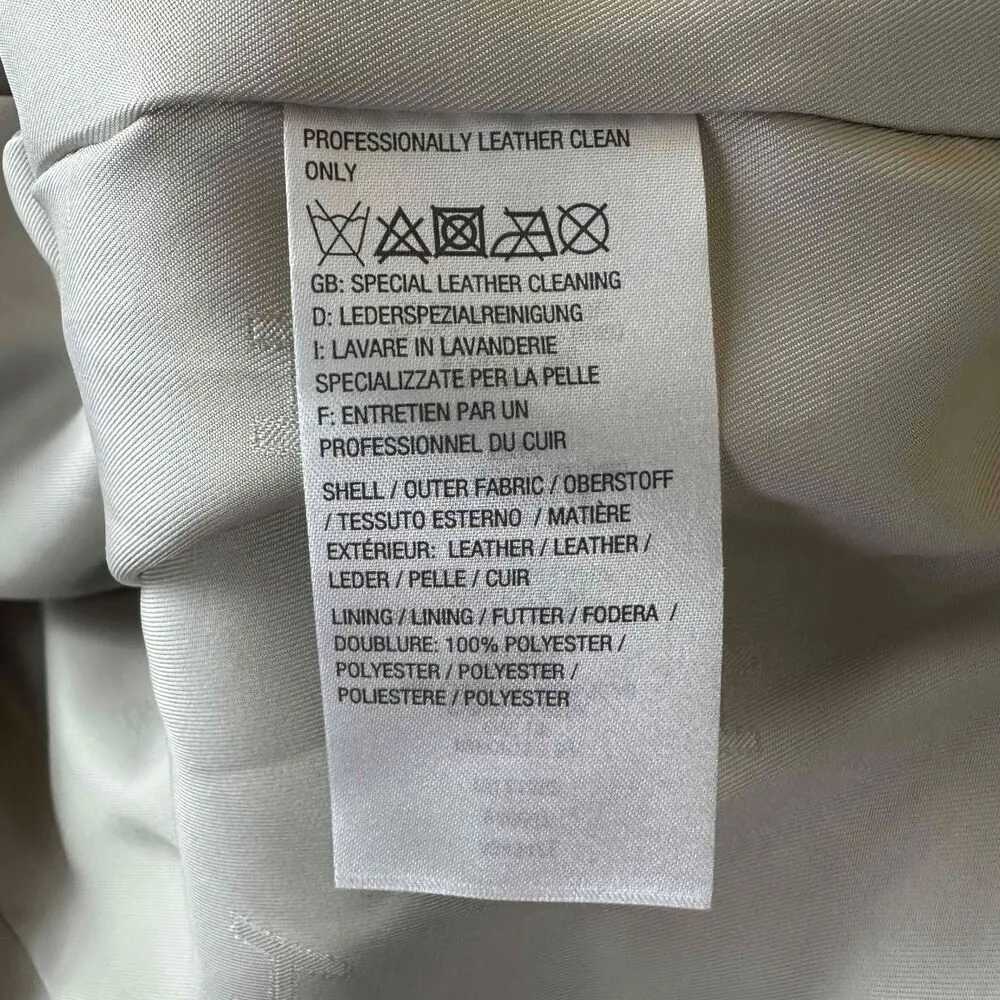 PROFESSIONALLY LEATHER CLEAN
ONLY
GB: SPECIAL LEATHER CLEANING
D: LEDERSPEZIALREINIGUNG
I: LAVARE IN LAVANDERIE
SPECIALIZZATE PER LA PELLE
F: ENTRETIEN PAR UN
PROFESSIONNEL DU CUIR
SHELL / OUTER FABRIC / OBERSTOFF
/ TESSUTO ESTERNO / MATIÈRE
EXTÉRIEUR: LEATHER / LEATHER /
LEDER / PELLE / CUIR
LINING / LINING / FUTTER / FODERA /
DOUBLURE: 100% POLYESTER /
POLYESTER / POLYESTER /
POLIESTERE / POLYESTER